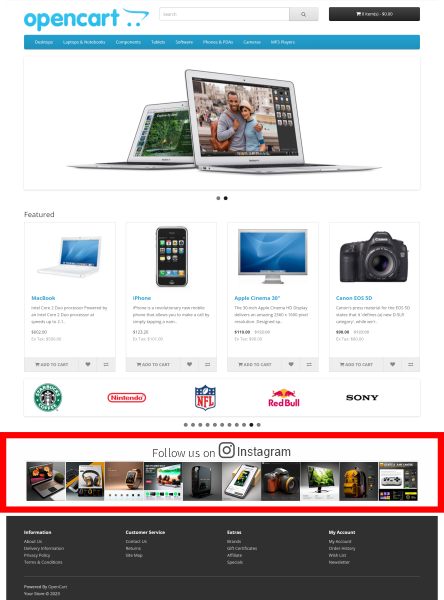 opencart
Search
0 item(s) - $0.00
Desktops Laptops & Notebooks Components Tablets Software Phones & PDAs Cameras MP3 Players
Featured
MacBook
Intel Core 2 Duo processor Powered by
an Intel Core 2 Duo processor at
speeds up to 2.1..
$602.00
Ex Tax: $500.00
ADD TO CART
iPhone
iPhone is a revolutionary new mobile
phone that allows you to make a call by
simply tapping a nam..
$123.20
Ex Tax: $101.00
ADD TO CART
Apple Cinema 30"
The 30-inch Apple Cinema HD Display
delivers an amazing 2560 x 1600 pixel
resolution. Designed sp..
$110.00 $122.00
Ex Tax: $90.00
ADD TO CART
Canon EOS 5D
Canon's press material for the EOS 5D
states that it 'defines (a) new D-SLR
category', while we're..
$98.00 $122.00
Ex Tax: $80.00
ADD TO CART
STARBUCKS
COFFEE
Nintendo
NFL
Red Bull
SONY
Follow us on Instagram
Information
About Us
Delivery Information
Privacy Policy
Terms & Conditions
Customer Service
Contact Us
Returns
Site Map
Extras
Brands
Gift Certificates
Affiliate
Specials
My Account
My Account
Order History
Wish List
Newsletter
Powered By OpenCart
Your Store © 2023